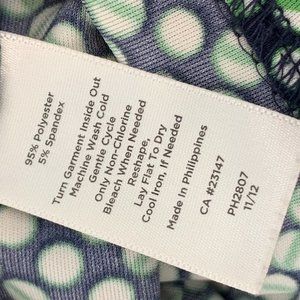 95% Polyester
5% Spandex
Turn Garment Inside Out
Machine Wash Cold
Gentle Cycle
Only Non-Chlorine
Bleach When Needed
Reshape,
Lay Flat To Dry
Cool Iron, If Needed
Made In Philippines
CA #23147
PH2807
11/12